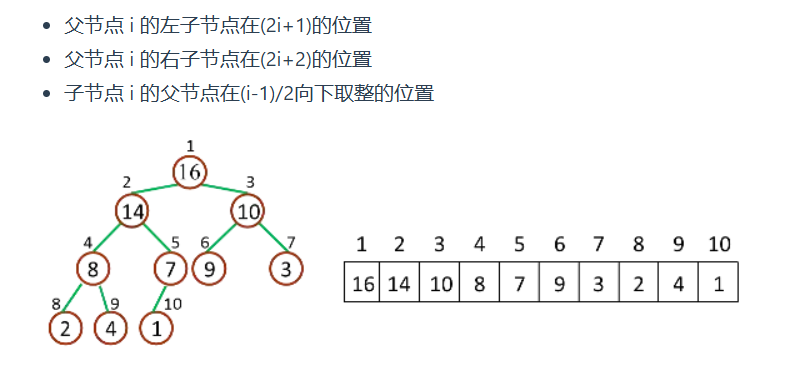 父节点 i 的左子节点在(2i+1)的位置
父节点 i 的右子节点在(2i+2)的位置
子节点 i 的父节点在(i-1)/2向下取整的位置
1
16
2 3
14 10
4 5 6 7
8 7 9 3
8 9 10
2 4 1
1 2 3 4 5 6 7 8 9 10
16 14 10 8 7 9 3 2 4 1